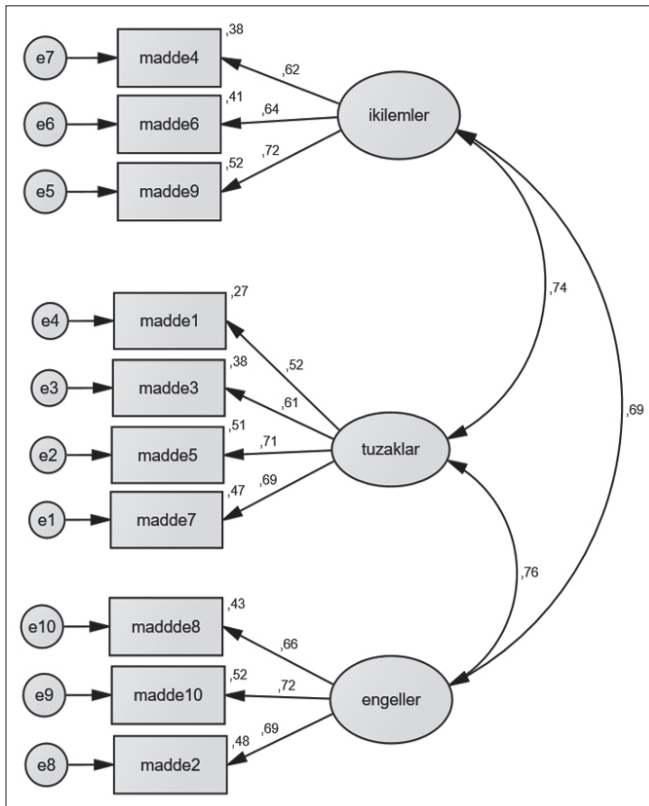 ,38
e7 madde4
,62
,41
e6 madde6 ,64 ikilemler
,52 ,72
e5 madde9
,74
,27
e4 madde1
,52
,38
e3 madde3
,61
,69
,51
e2 madde5 ,71 tuzaklar
,47 ,69
e1 madde7
,76
,43
e10 maddde8
,66
,52
e9 madde10 ,72 engeller
,48 ,69
e8 madde2